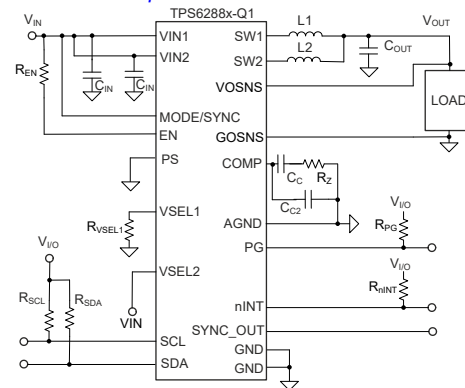 TPS6288x-Q1
VIN
VIN1
VIN2
REN
CIN
CIN
MODE/SYNC
EN
PS
VSEL1
RVSEL1
VI/O
VSEL2
VIN
RSCL
RSDA
SCL
SDA
SW1
L1
VOUT
SW2
L2
COUT
VOSNS
LOAD
GOSNS
COMP
CC
RZ
CC2
AGND
VI/O
RPG
PG
VI/O
RnINT
nINT
SYNC_OUT
GND
GND